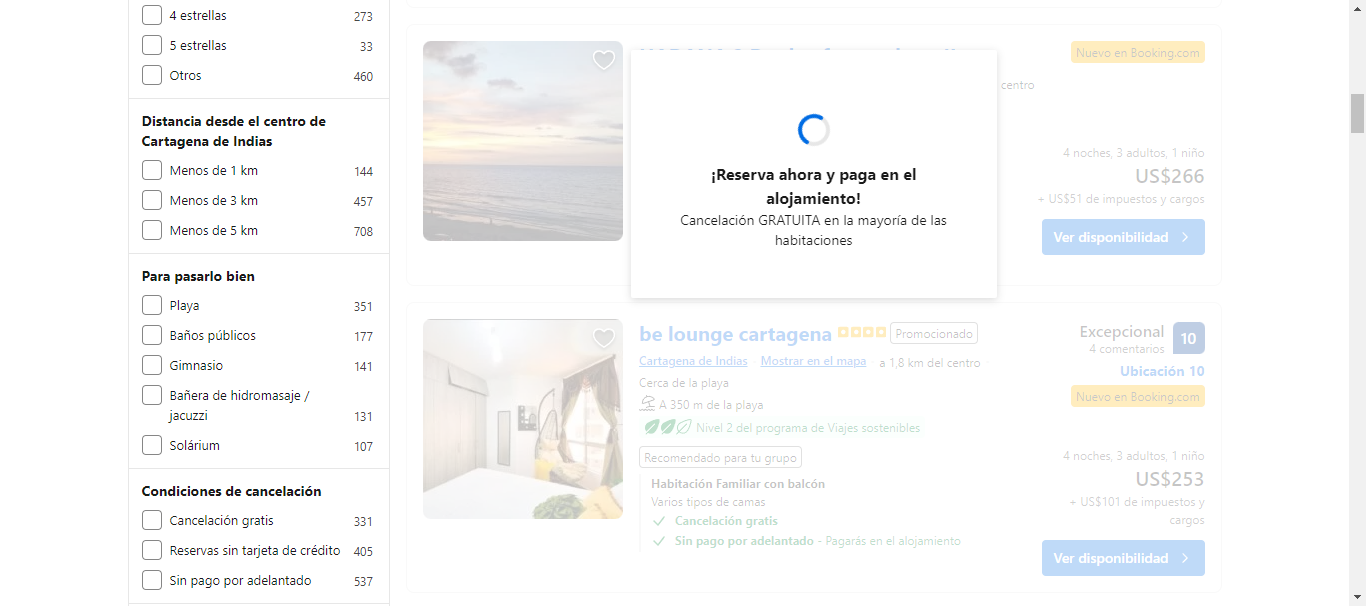 4 estrellas 273
5 estrellas 33
Otros 460
Distancia desde el centro de
Cartagena de Indias
Menos de 1 km 144
Menos de 3 km 457
Menos de 5 km 708
Para pasarlo bien
Playa 351
Baños públicos 177
Gimnasio 141
Bañera de hidromasaje /
jacuzzi 131
Solárium 107
Condiciones de cancelación
Cancelación gratis 331
Reservas sin tarjeta de crédito 405
Sin pago por adelantado 537
Nuevo en Booking.com
centro
4 noches, 3 adultos, 1 niño
US$266
+ US$51 de impuestos y cargos
Ver disponibilidad
¡Reserva ahora y paga en el
alojamiento!
Cancelación GRATUITA en la mayoría de las
habitaciones
be lounge cartagena Promocionado
Cartagena de Indias Mostrar en el mapa a 1,8 km del centro
Cerca de la playa
A 350 m de la playa
Nivel 2 del programa de Viajes sostenibles
Recomendado para tu grupo
Habitación Familiar con balcón
Varios tipos de camas
Cancelación gratis
Sin pago por adelantado - Pagarás en el alojamiento
Excepcional 10
4 comentarios
Ubicación 10
Nuevo en Booking.com
4 noches, 3 adultos, 1 niño
US$253
+ US$101 de impuestos y
cargos
Ver disponibilidad